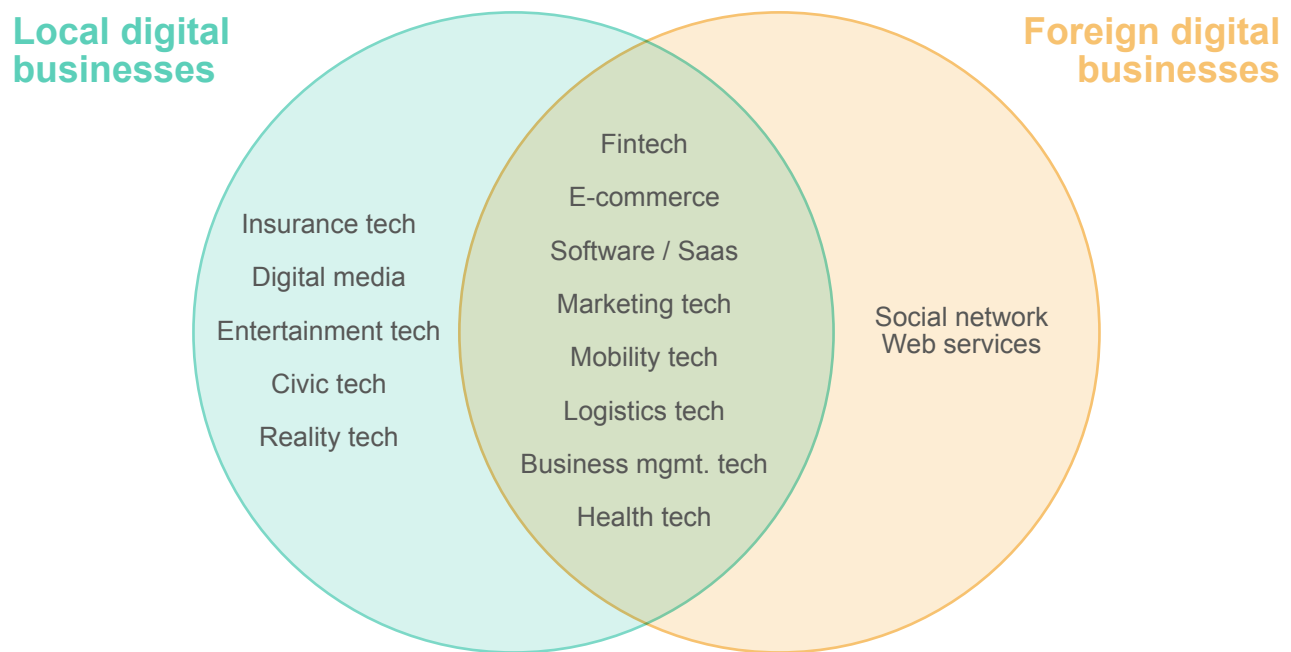 Local digital
businesses
Foreign digital
businesses
Insurance tech
Digital media
Entertainment tech
Civic tech
Reality tech
Fintech
E-commerce
Software / Saas
Marketing tech
Mobility tech
Logistics tech
Business mgmt. tech
Health tech
Social network
Web services